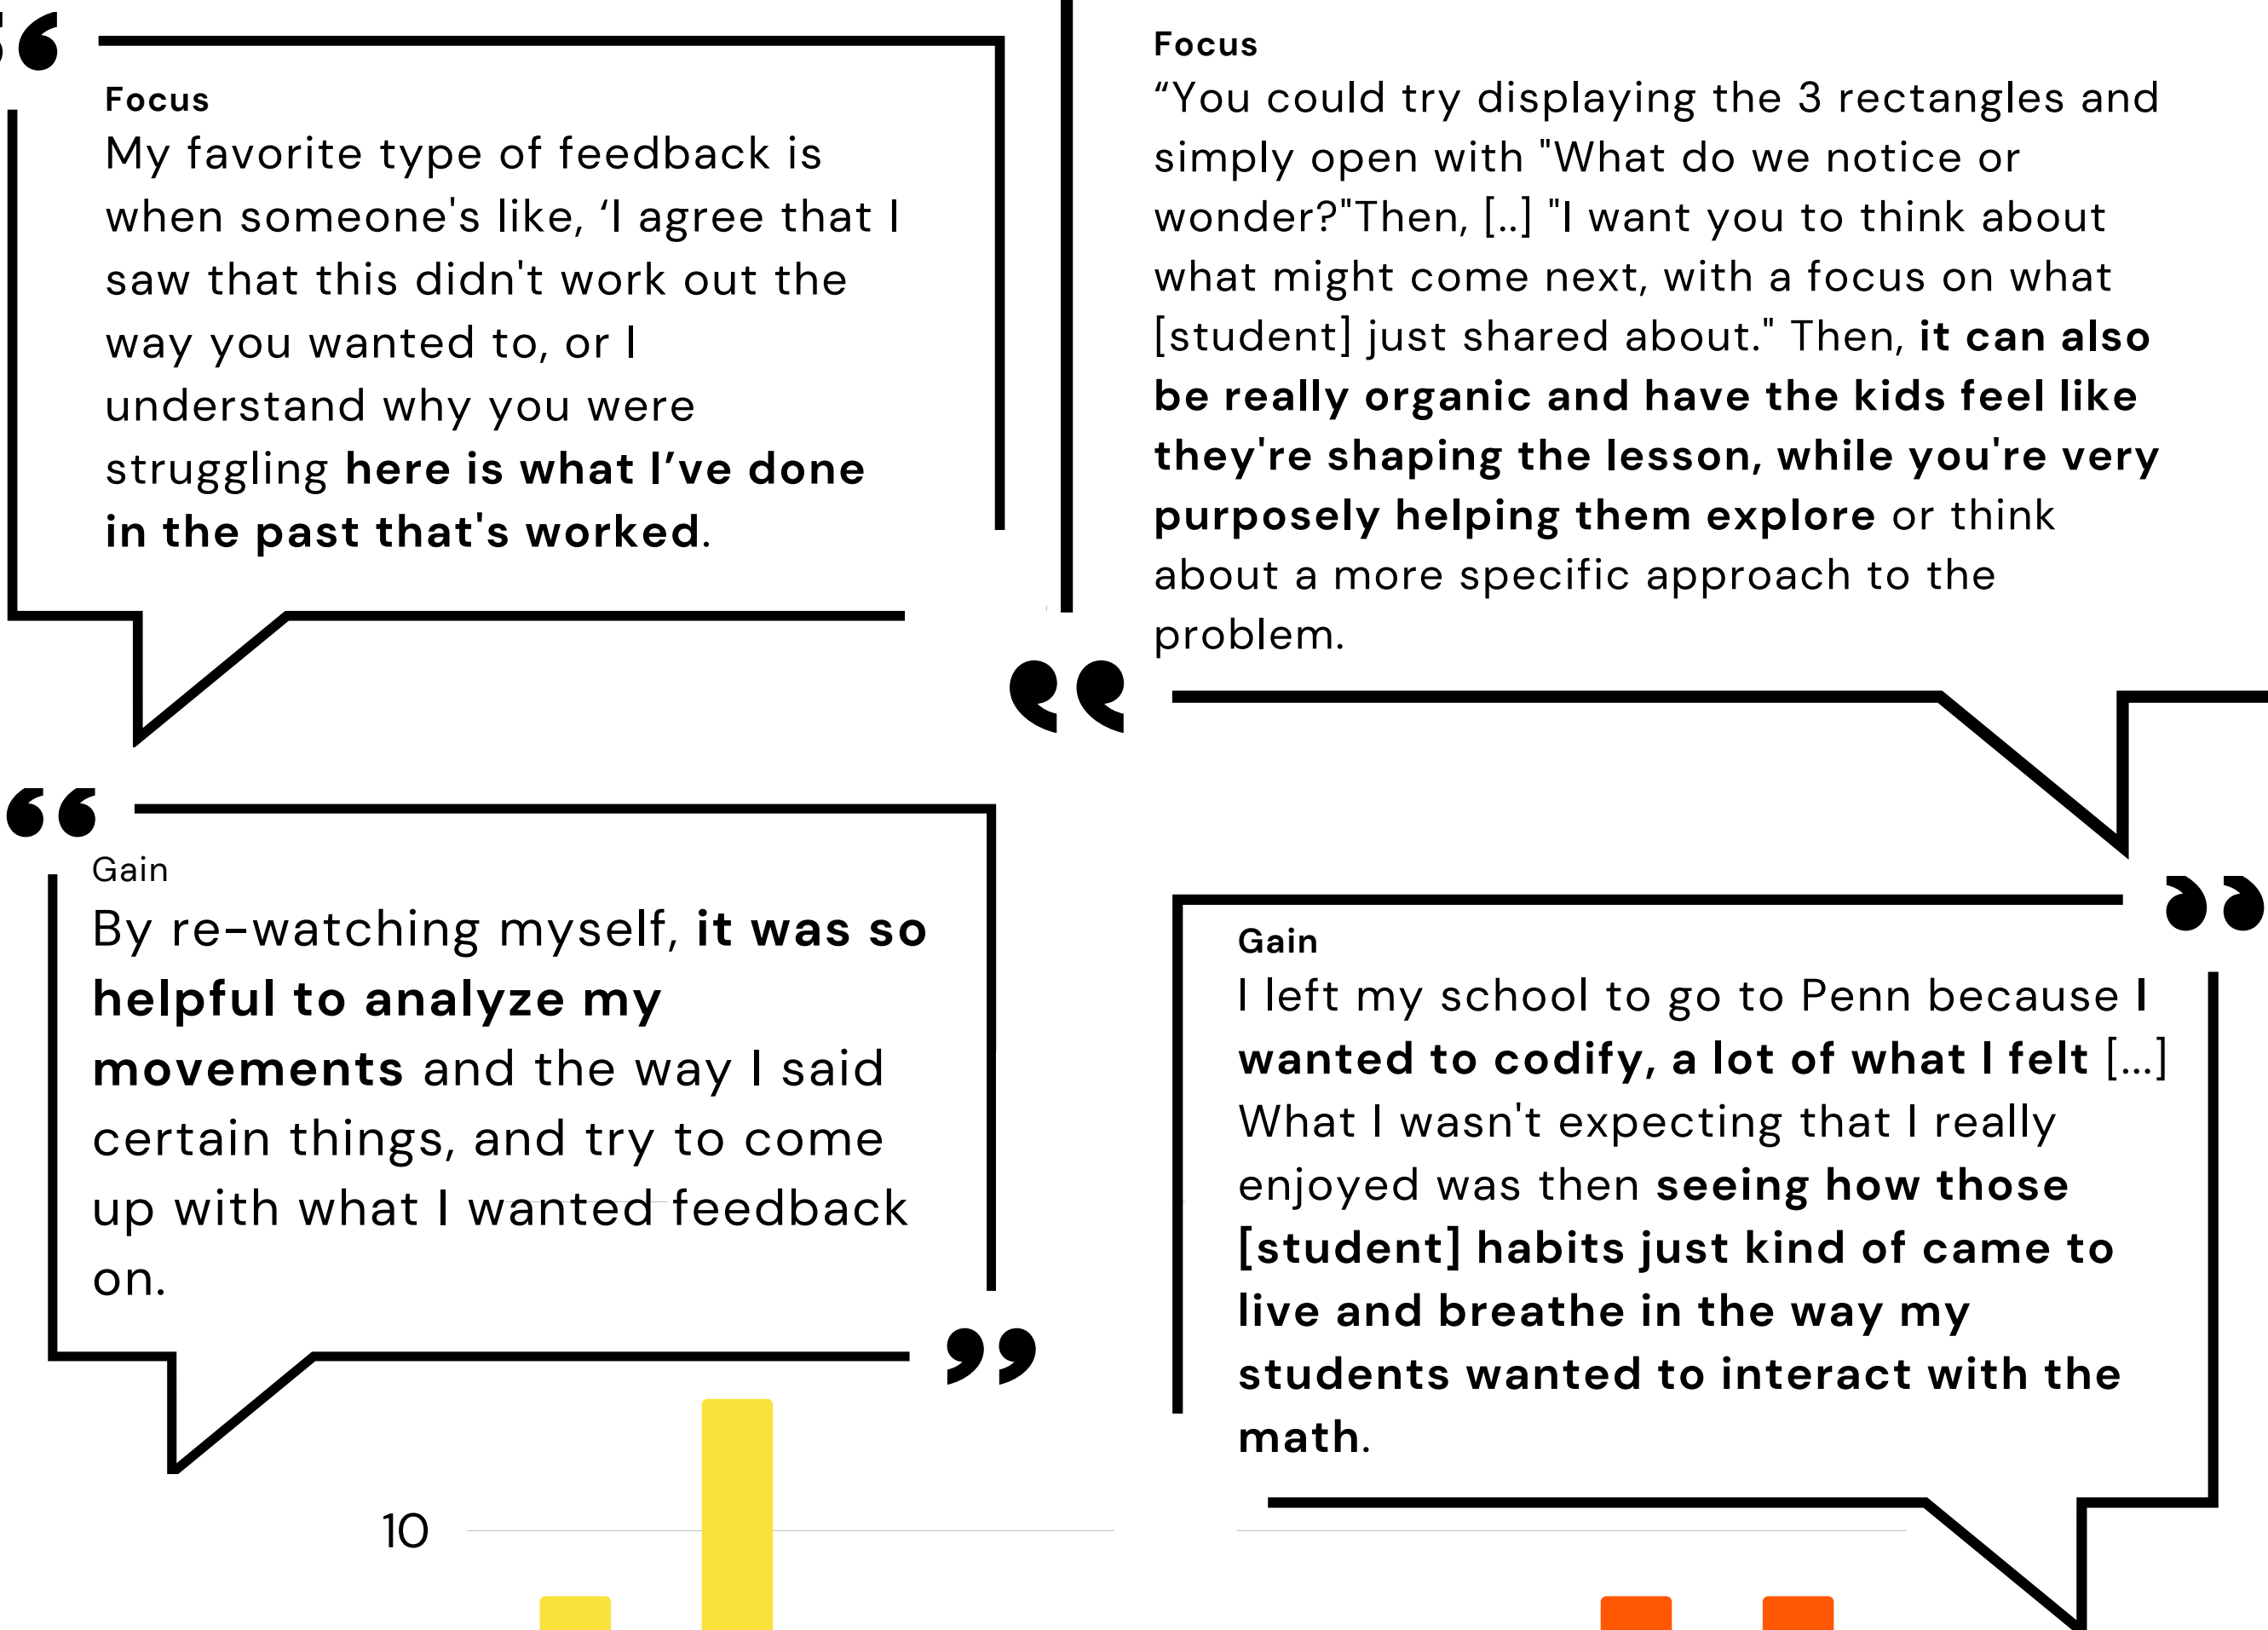 Focus
My favorite type of feedback is
when someone's like, ‘I agree that I
saw that this didn't work out the
way you wanted to, or I
understand why you were
struggling here is what I’ve done
in the past that's worked.
Focus
“You could try displaying the 3 rectangles and
simply open with "What do we notice or
wonder?"Then, [..] "I want you to think about
what might come next, with a focus on what
[student] just shared about." Then, it can also
be really organic and have the kids feel like
they're shaping the lesson, while you're very
purposely helping them explore or think
about a more specific approach to the
problem.
Gain
By re-watching myself, it was so
helpful to analyze my
movements and the way I said
certain things, and try to come
up with what I wanted feedback
on.
Gain
I left my school to go to Penn because I
wanted to codify, a lot of what I felt [...]
What I wasn't expecting that I really
enjoyed was then seeing how those
[student] habits just kind of came to
live and breathe in the way my
students wanted to interact with the
math.
10